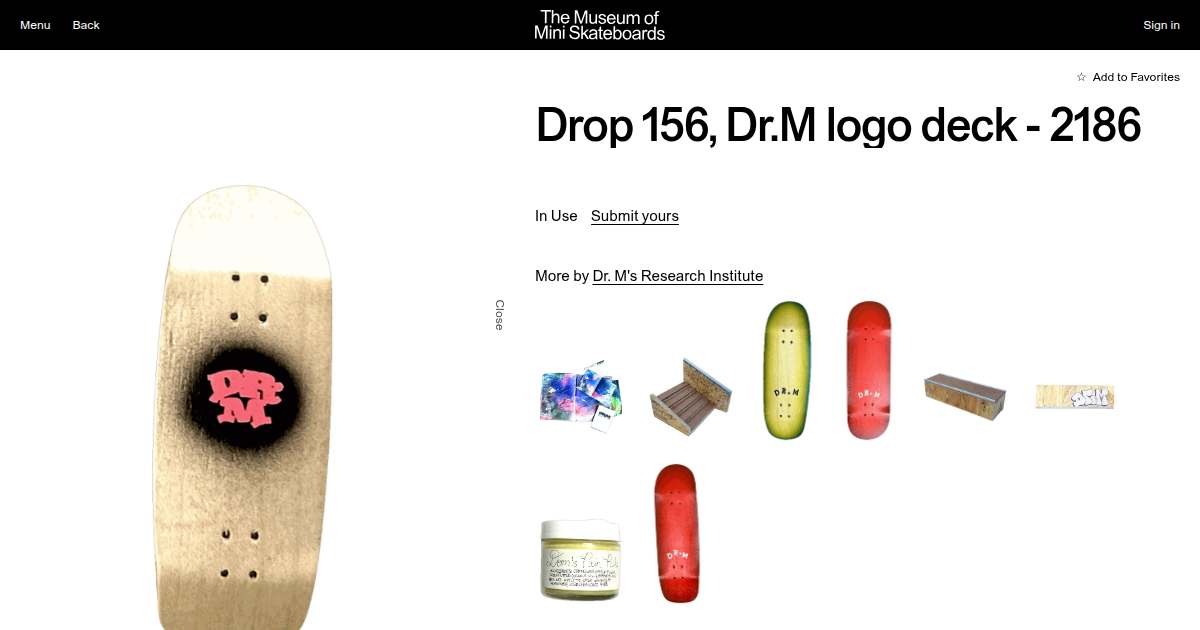 Menu
Back
The Museum of
Mini Skateboards
Sign in
☆ Add to Favorites
Drop 156, Dr.M logo deck - 2186
In Use
Submit yours
More by Dr. M's Research Institute
Close
DR.
M
DR.M
DR.M
DR.M